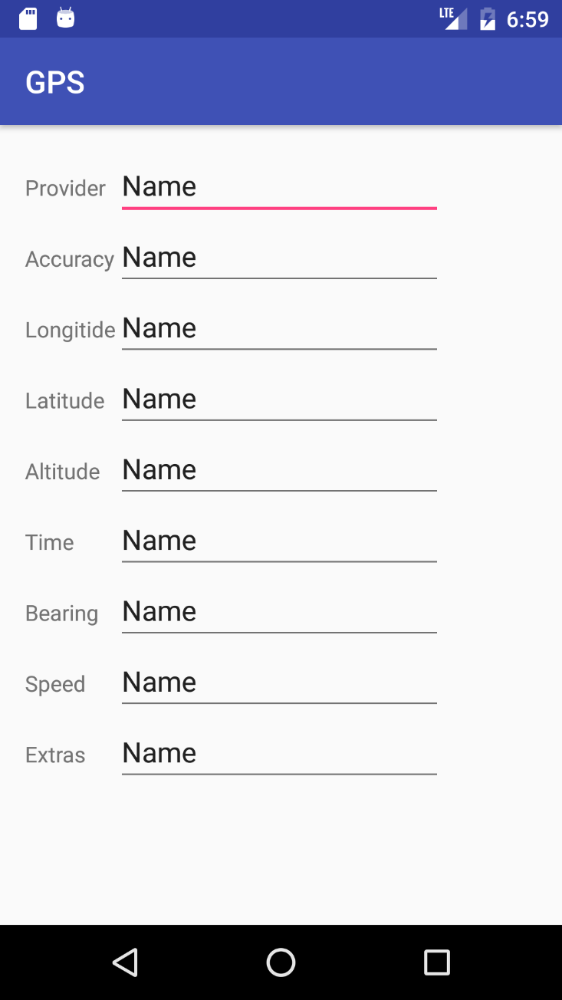 LTE 6:59
GPS
Provider Name
Accuracy Name
Longitide Name
Latitude Name
Altitude Name
Time Name
Bearing Name
Speed Name
Extras Name